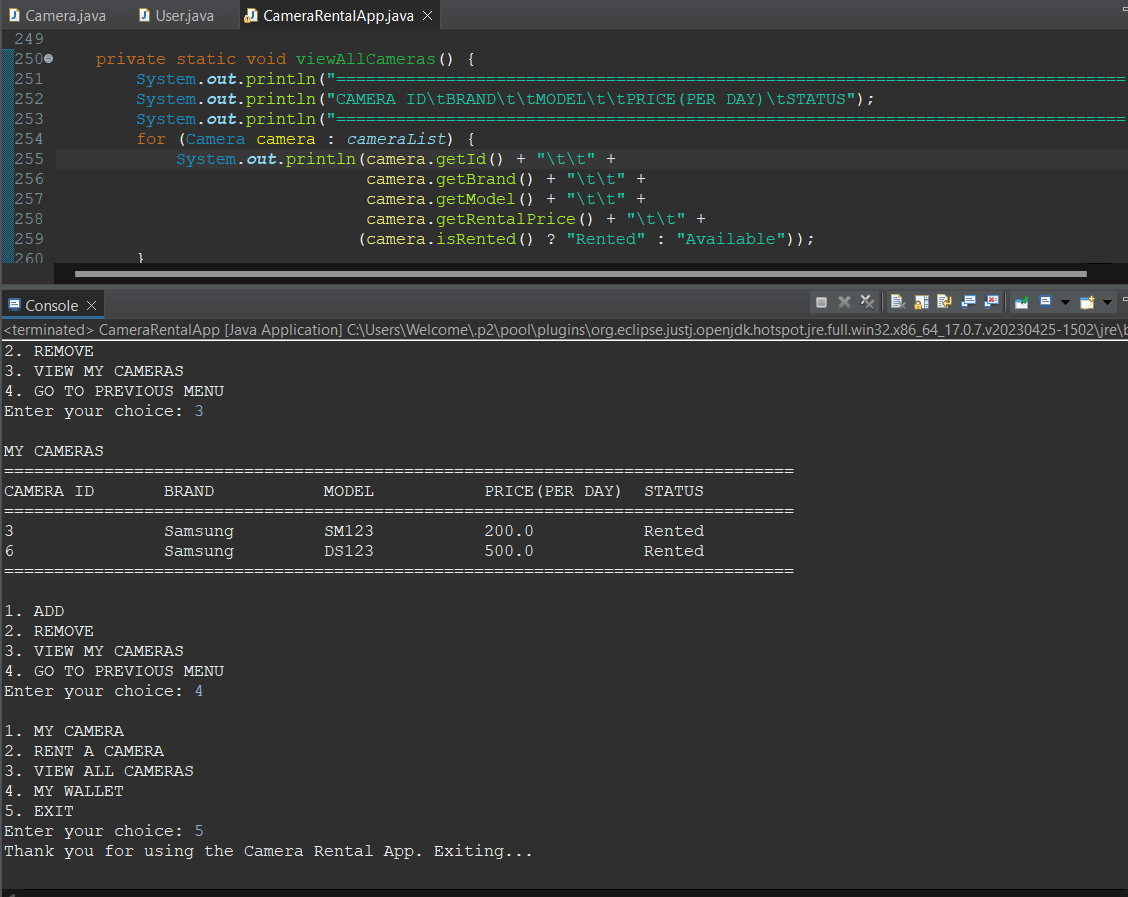 Camera.java User.java CameraRentalApp.java
249
250 private static void viewAllCameras() {
251 System.out.println("===============================================================================
252 System.out.println("CAMERA ID\tBRAND\t\tMODEL\t\tPRICE(PER DAY)\tSTATUS");
253 System.out.println("===============================================================================
254 for (Camera camera : cameraList) {
255 System.out.println(camera.getId() + "\t\t" +
256 camera.getBrand() + "\t\t" +
257 camera.getModel() + "\t\t" +
258 camera.getRentalPrice() + "\t\t" +
259 (camera.isRented() ? "Rented" : "Available"));
260 }
Console
<terminated> CameraRentalApp [Java Application] C:\Users\Welcome\.p2\pool\plugins\org.eclipse.justj.openjdk.hotspot.jre.full.win32.x86_64_17.0.7.v20230425-1502\jre\b
2. REMOVE
3. VIEW MY CAMERAS
4. GO TO PREVIOUS MENU
Enter your choice: 3
MY CAMERAS
===============================================================================
CAMERA ID BRAND MODEL PRICE(PER DAY) STATUS
===============================================================================
3 Samsung SM123 200.0 Rented
6 Samsung DS123 500.0 Rented
===============================================================================
1. ADD
2. REMOVE
3. VIEW MY CAMERAS
4. GO TO PREVIOUS MENU
Enter your choice: 4
1. MY CAMERA
2. RENT A CAMERA
3. VIEW ALL CAMERAS
4. MY WALLET
5. EXIT
Enter your choice: 5
Thank you for using the Camera Rental App. Exiting...